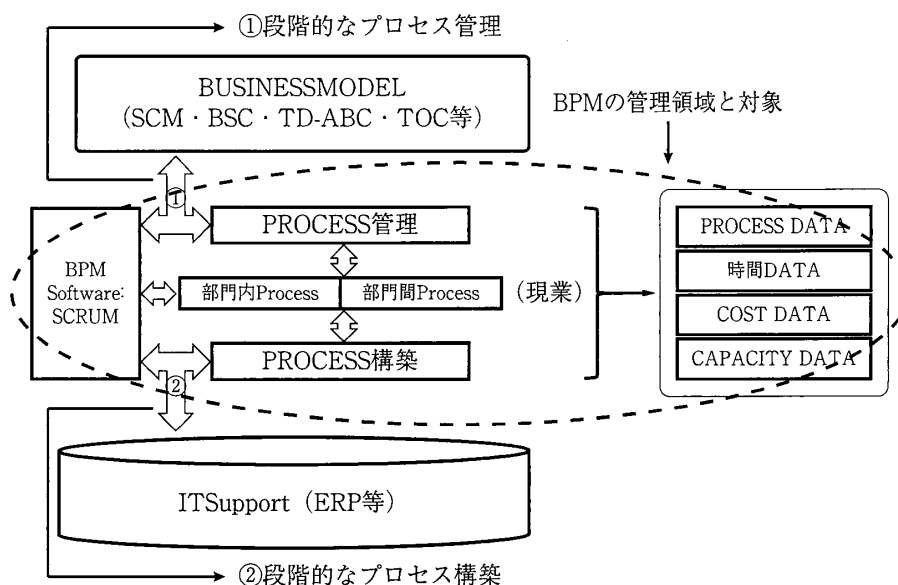 ①段階的なプロセス管理
BUSINESSMODEL
(SCM・BSC・TD-ABC・TOC等)
BPMの管理領域と対象
①
PROCESS管理
PROCESS DATA
BPM
Software:
SCRUM
部門内Process
部門間Process
(現業)
時間DATA
COST DATA
PROCESS構築
CAPACITY DATA
②
ITSupport(ERP等)
②段階的なプロセス構築